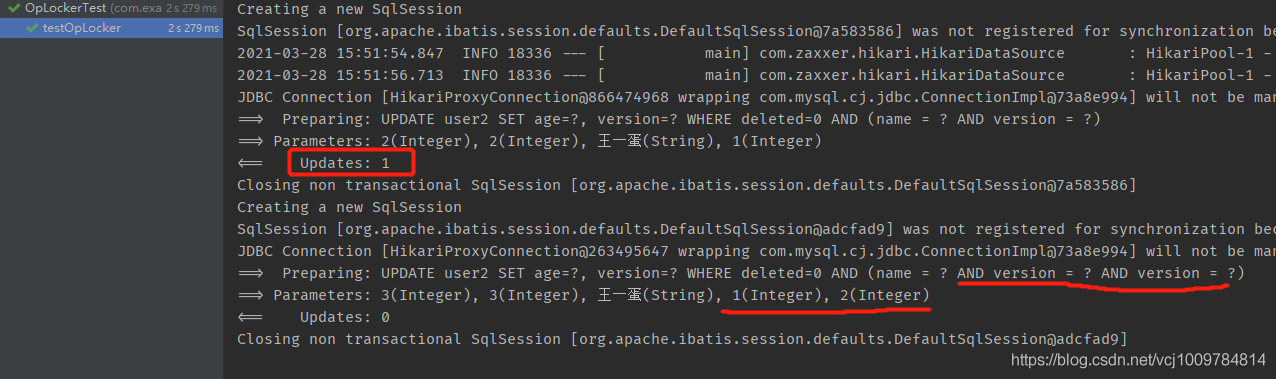 OpLockerTest (com.exa 2 s 279 ms
testOpLocker 2 s 279 ms
Creating a new SqlSession
SqlSession [org.apache.ibatis.session.defaults.DefaultSqlSession@7a583586] was not registered for synchronization bec
2021-03-28 15:51:54.847  INFO 18336 --- [           main] com.zaxxer.hikari.HikariDataSource       : HikariPool-1 -
2021-03-28 15:51:56.713  INFO 18336 --- [           main] com.zaxxer.hikari.HikariDataSource       : HikariPool-1 -
JDBC Connection [HikariProxyConnection@866474968 wrapping com.mysql.cj.jdbc.ConnectionImpl@73a8e994] will not be man
==>  Preparing: UPDATE user2 SET age=?, version=? WHERE deleted=0 AND (name = ? AND version = ?)
==> Parameters: 2(Integer), 2(Integer), 王一蛋(String), 1(Integer)
<==    Updates: 1
Closing non transactional SqlSession [org.apache.ibatis.session.defaults.DefaultSqlSession@7a583586]
Creating a new SqlSession
SqlSession [org.apache.ibatis.session.defaults.DefaultSqlSession@adcfad9] was not registered for synchronization bec
JDBC Connection [HikariProxyConnection@263495647 wrapping com.mysql.cj.jdbc.ConnectionImpl@73a8e994] will not be man
==>  Preparing: UPDATE user2 SET age=?, version=? WHERE deleted=0 AND (name = ? AND version = ? AND version = ?)
==> Parameters: 3(Integer), 3(Integer), 王一蛋(String), 1(Integer), 2(Integer)
<==    Updates: 0
Closing non transactional SqlSession [org.apache.ibatis.session.defaults.DefaultSqlSession@adcfad9]
https://blog.csdn.net/vcj1009784814